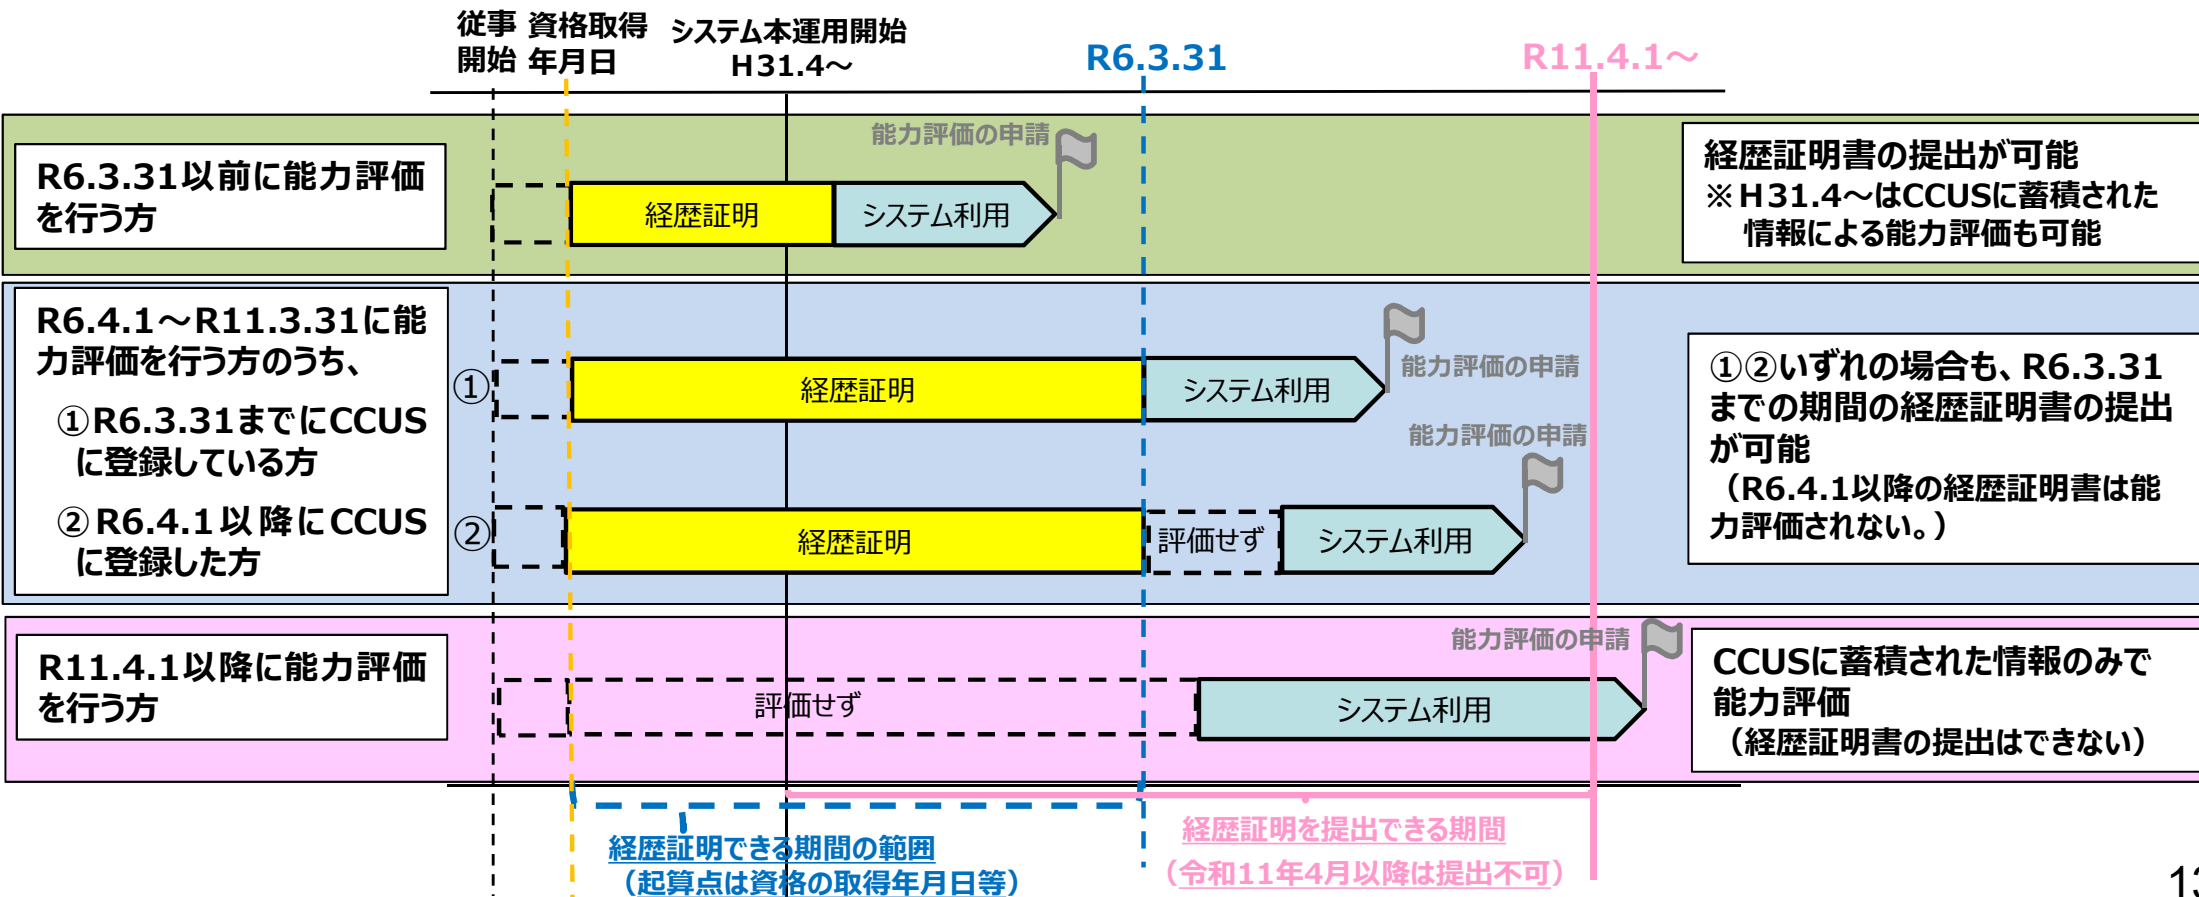 従事
開始
資格取得
年月日
システム本運用開始
H31.4～
R6.3.31
R11.4.1～
R6.3.31以前に能力評価
を行う方
経歴証明
システム利用
能力評価の申請
経歴証明書の提出が可能
※H31.4～はCCUSに蓄積された
情報による能力評価も可能
R6.4.1～R11.3.31に能
力評価を行う方のうち、
①R6.3.31までにCCUS
に登録している方
②R6.4.1以降にCCUS
に登録した方
①
経歴証明
システム利用
能力評価の申請
②
経歴証明
評価せず
システム利用
能力評価の申請
①②いずれの場合も、R6.3.31
までの期間の経歴証明書の提出
が可能
（R6.4.1以降の経歴証明書は能
力評価されない。）
R11.4.1以降に能力評価
を行う方
評価せず
システム利用
能力評価の申請
CCUSに蓄積された情報のみで
能力評価
（経歴証明書の提出はできない）
経歴証明できる期間の範囲
（起算点は資格の取得年月日等）
経歴証明を提出できる期間
（令和11年4月以降は提出不可）